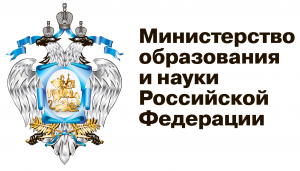 Министерство
образования
и науки
Российской
Федерации